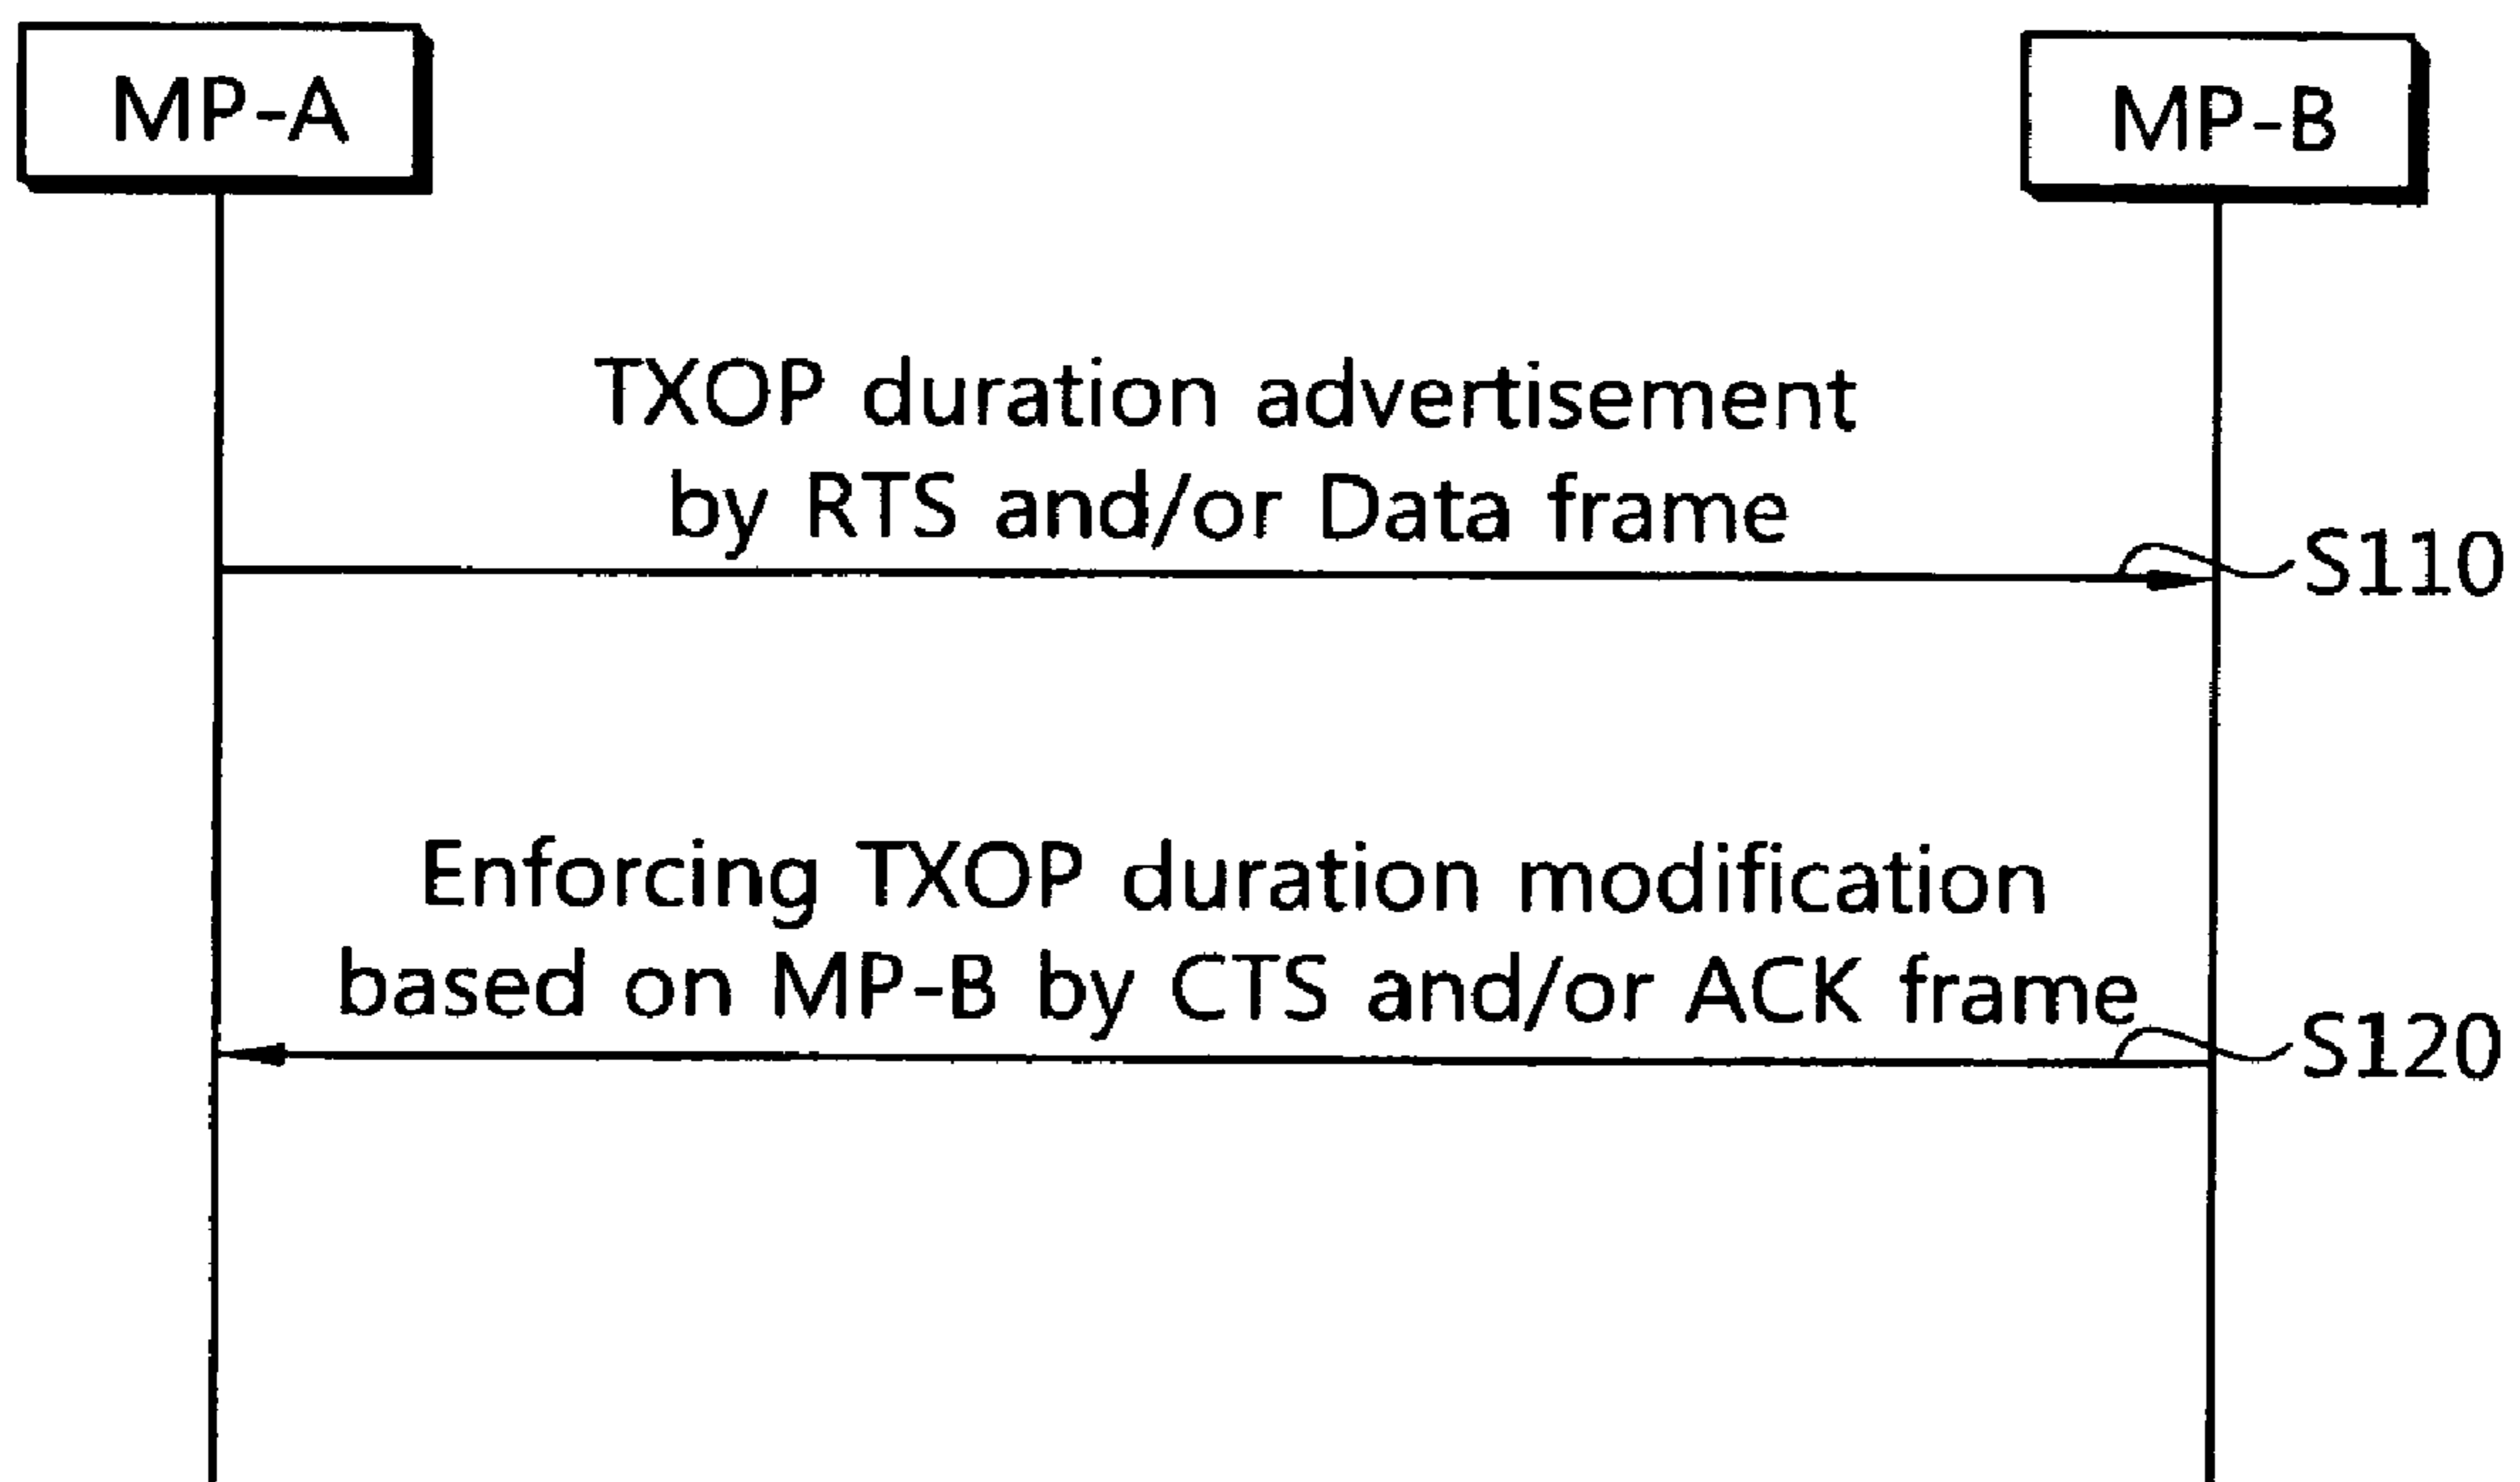 MP-A
MP-B
TXOP duration advertisement
by RTS and/or Data frame
S110
Enforcing TXOP duration modification
based on MP-B by CTS and/or ACK frame
S120